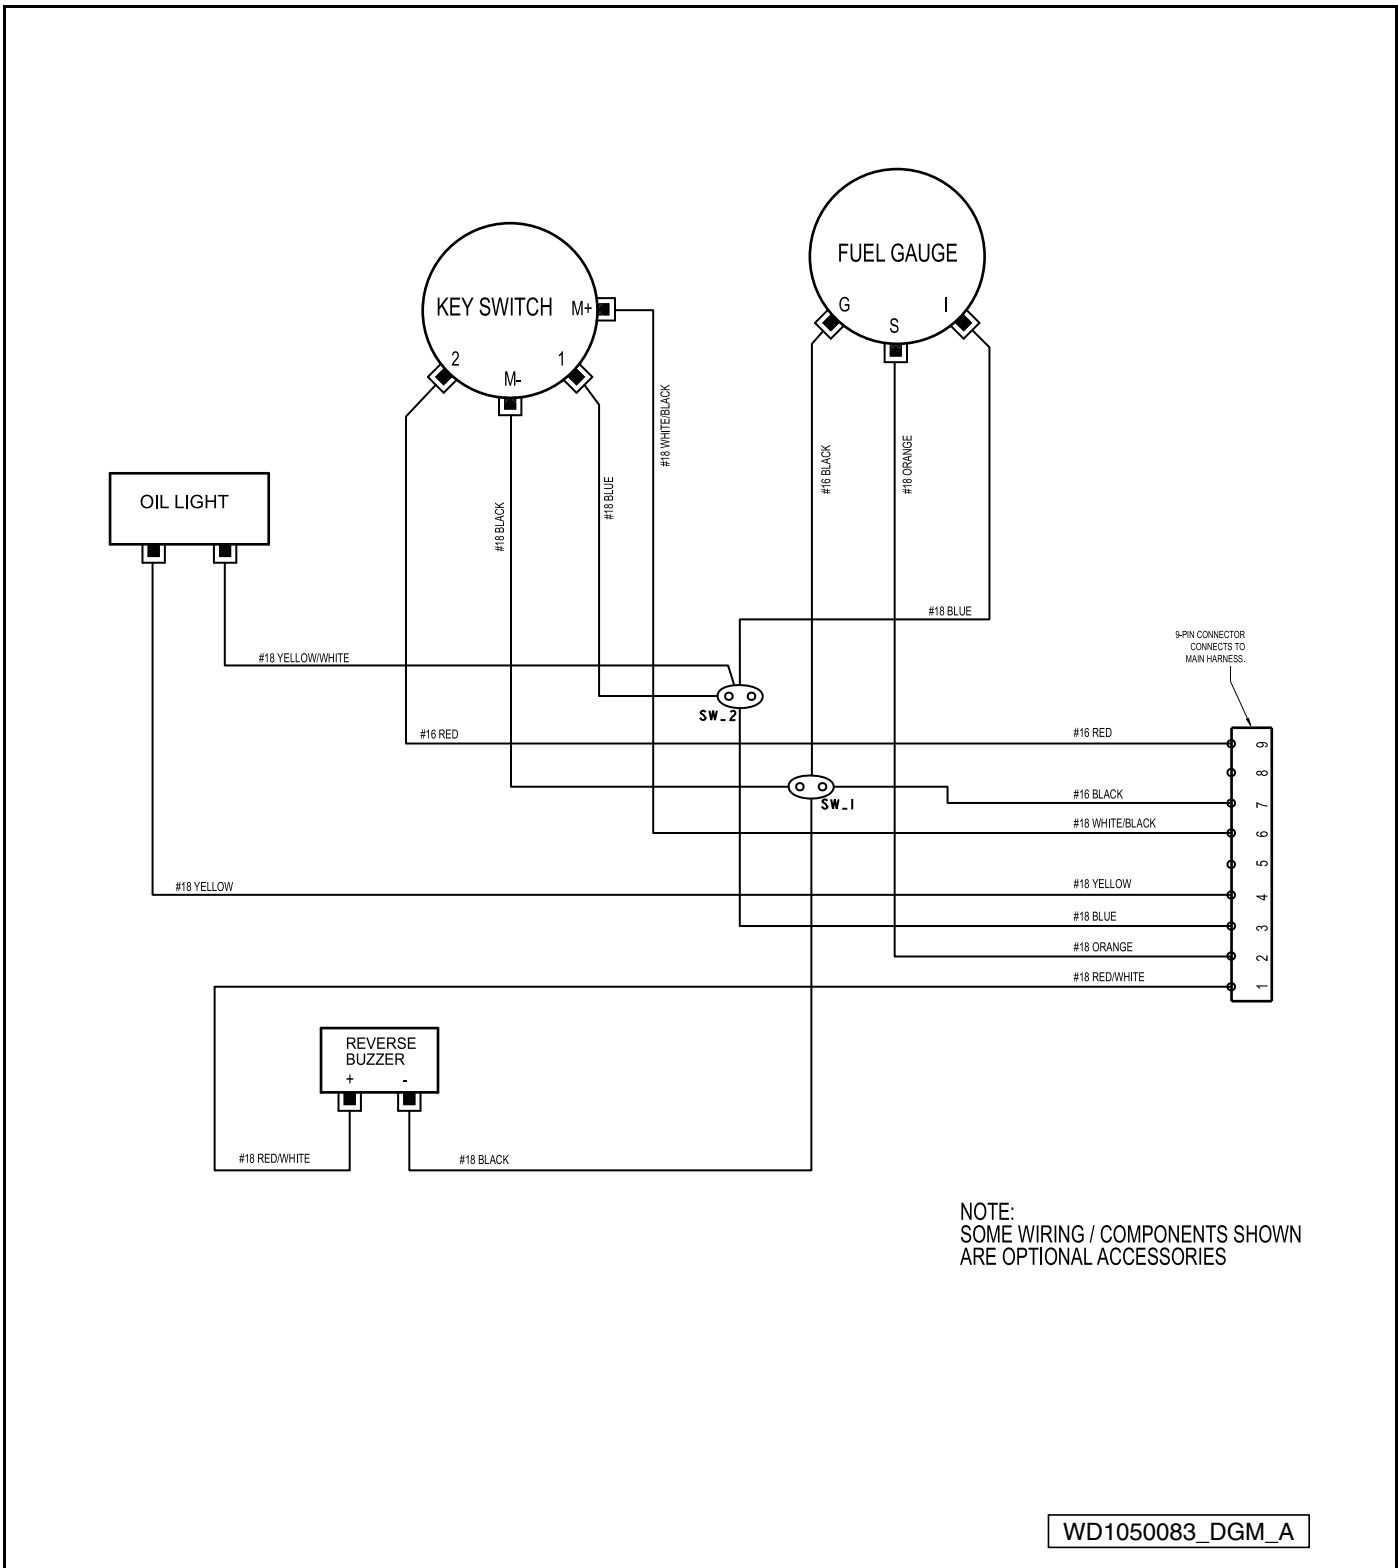 FUEL GAUGE
G
S
I
KEY SWITCH
M+
2
M-
1
#18 WHITE/BLACK
#16 BLACK
#18 ORANGE
#18 BLUE
#18 BLACK
OIL LIGHT
#18 BLUE
9-PIN CONNECTOR
CONNECTS TO
MAIN HARNESS.
#18 YELLOW/WHITE
SW_2
#16 RED
#16 RED
9
8
SW_1
#16 BLACK
7
#18 WHITE/BLACK
6
5
#18 YELLOW
#18 YELLOW
4
#18 BLUE
3
#18 ORANGE
2
#18 RED/WHITE
1
REVERSE
BUZZER
+ -
#18 RED/WHITE
#18 BLACK
NOTE:
SOME WIRING / COMPONENTS SHOWN
ARE OPTIONAL ACCESSORIES
WD1050083_DGM_A